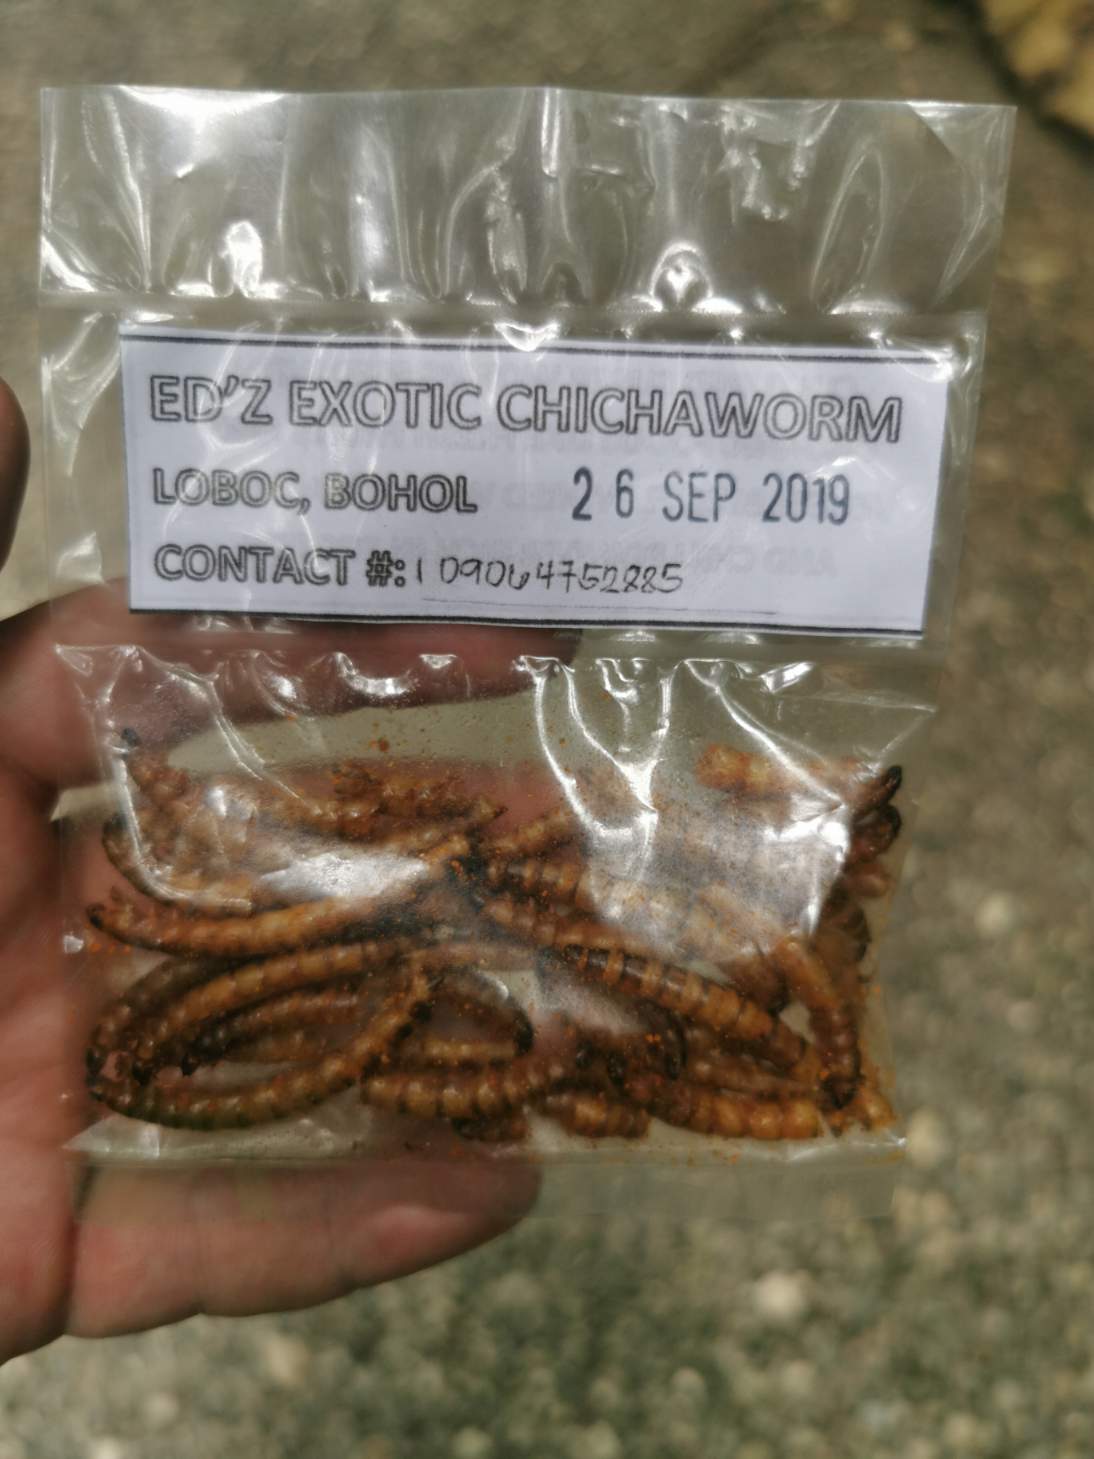 ED'Z EXOTIC CHICHAWORM
LOBOC, BOHOL 26 SEP 2019
CONTACT #: 09064752885